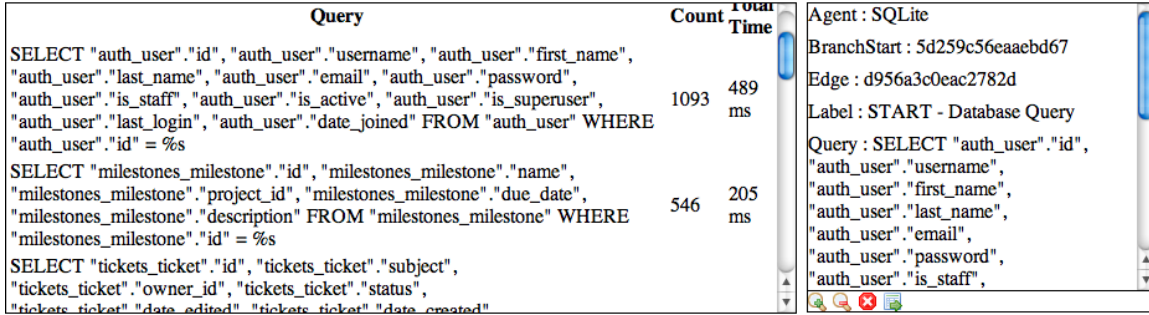 Query Count Total Time
SELECT "auth_user"."id", "auth_user"."username", "auth_user"."first_name",
"auth_user"."last_name", "auth_user"."email", "auth_user"."password",
"auth_user"."is_staff", "auth_user"."is_active", "auth_user"."is_superuser",
"auth_user"."last_login", "auth_user"."date_joined" FROM "auth_user" WHERE
"auth_user"."id" = %s
1093
489
ms
SELECT "milestones_milestone"."id", "milestones_milestone"."name",
"milestones_milestone"."project_id", "milestones_milestone"."due_date",
"milestones_milestone"."description" FROM "milestones_milestone" WHERE
"milestones_milestone"."id" = %s
546
205
ms
SELECT "tickets_ticket"."id", "tickets_ticket"."subject",
"tickets_ticket"."owner_id", "tickets_ticket"."status",
"tickets_ticket"."date_edited", "tickets_ticket"."date_created",
Agent : SQLite
BranchStart : 5d259c56eaaebd67
Edge : d956a3c0eac2782d
Label : START - Database Query
Query : SELECT "auth_user"."id",
"auth_user"."username",
"auth_user"."first_name",
"auth_user"."last_name",
"auth_user"."email",
"auth_user"."password",
"auth_user"."is_staff",